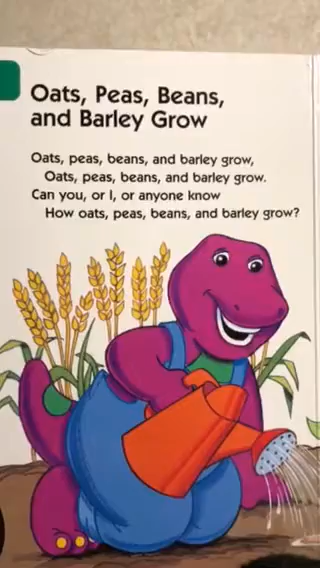 Oats, Peas, Beans,
and Barley Grow
Oats, peas, beans, and barley grow,
Oats, peas, beans, and barley grow.
Can you, or I, or anyone know
How oats, peas, beans, and barley grow?